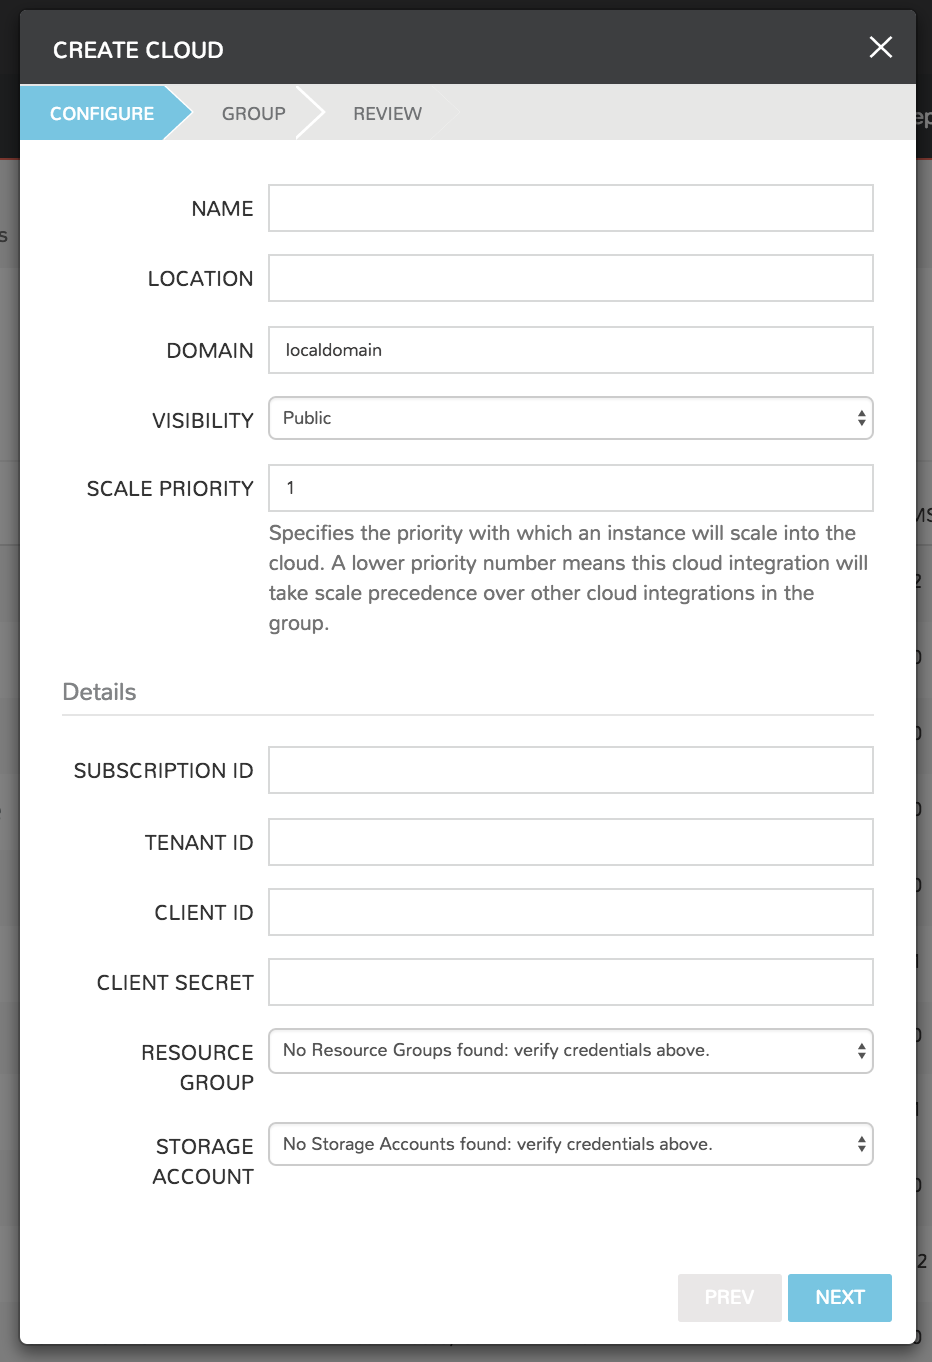 CREATE CLOUD
CONFIGURE GROUP REVIEW
NAME
LOCATION
DOMAIN localdomain
VISIBILITY Public
SCALE PRIORITY 1
Specifies the priority with which an instance will scale into the
cloud. A lower priority number means this cloud integration will
take scale precedence over other cloud integrations in the
group.
Details
SUBSCRIPTION ID
TENANT ID
CLIENT ID
CLIENT SECRET
RESOURCE GROUP No Resource Groups found: verify credentials above.
STORAGE ACCOUNT No Storage Accounts found: verify credentials above.
PREV NEXT